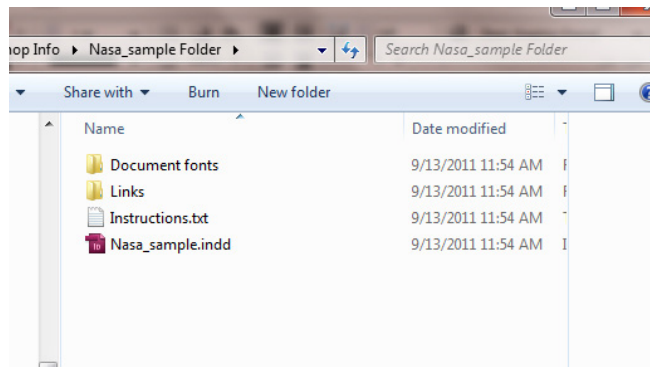 hop Info ▸ Nasa_sample Folder ▸ Search Nasa_sample Folder
Share with Burn New folder
Name Date modified
Document fonts 9/13/2011 11:54 AM F
Links 9/13/2011 11:54 AM F
Instructions.txt 9/13/2011 11:54 AM
Nasa_sample.indd 9/13/2011 11:54 AM I